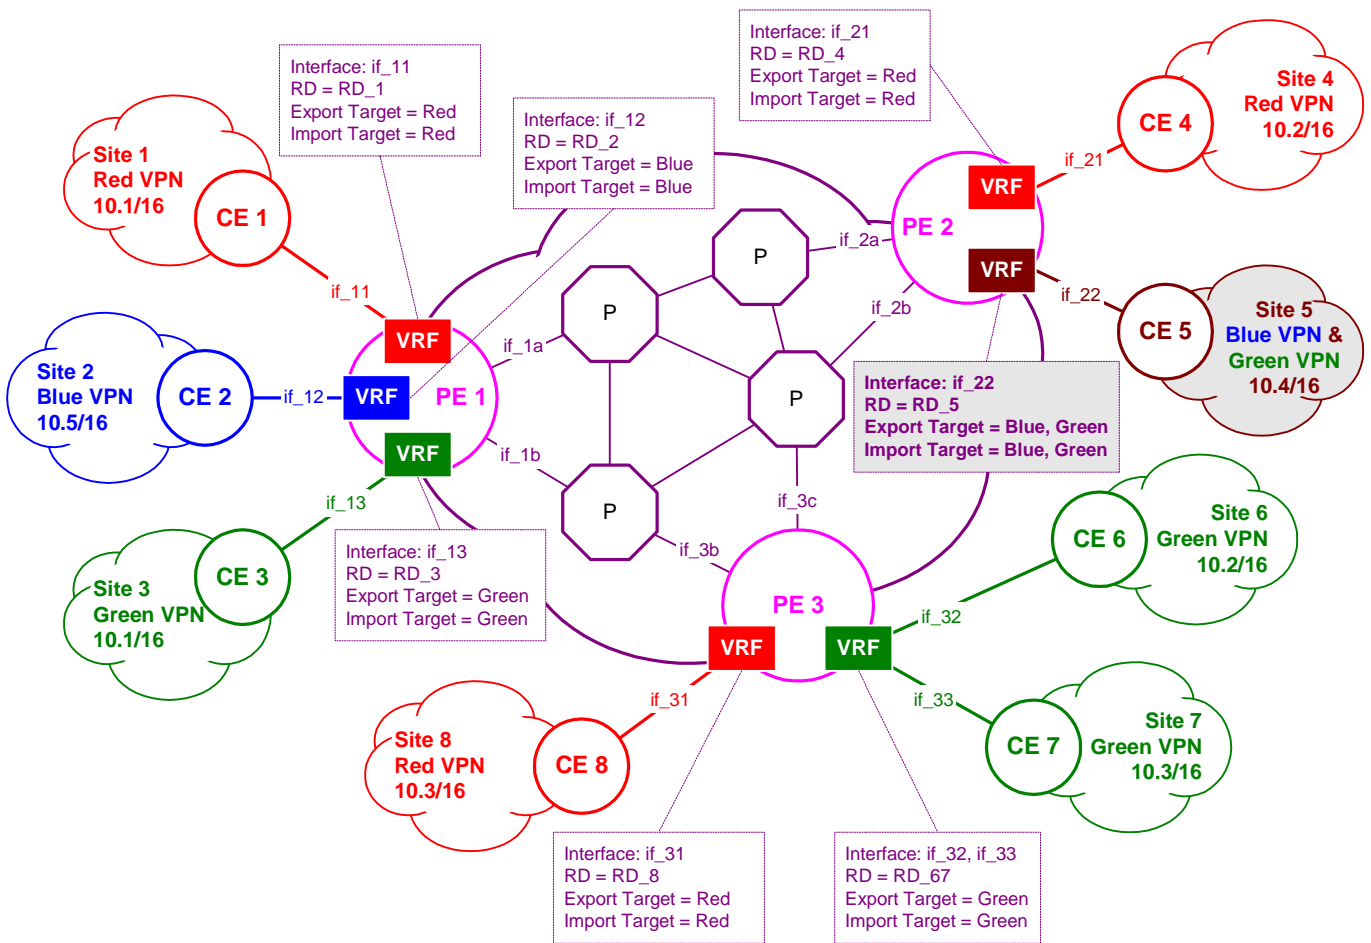 Interface: if_21
RD = RD_4
Export Target = Red
Import Target = Red
Interface: if_11
RD = RD_1
Export Target = Red
Import Target = Red
Interface: if_12
RD = RD_2
Export Target = Blue
Import Target = Blue
Site 4
Red VPN
10.2/16
CE 4
if_21
VRF
Site 1
Red VPN
10.1/16
CE 1
if_11
VRF
PE 2
VRF
if_22
if_2a
if_2b
P
P
P
P
CE 5
Site 5
Blue VPN &
Green VPN
10.4/16
Site 2
Blue VPN
10.5/16
CE 2
if_12
VRF
PE 1
VRF
if_1a
if_1b
Interface: if_22
RD = RD_5
Export Target = Blue, Green
Import Target = Blue, Green
if_13
if_3c
if_3b
Site 3
Green VPN
10.1/16
CE 3
Interface: if_13
RD = RD_3
Export Target = Green
Import Target = Green
CE 6
Site 6
Green VPN
10.2/16
PE 3
VRF
VRF
if_32
if_33
if_31
Site 8
Red VPN
10.3/16
CE 8
CE 7
Site 7
Green VPN
10.3/16
Interface: if_31
RD = RD_8
Export Target = Red
Import Target = Red
Interface: if_32, if_33
RD = RD_67
Export Target = Green
Import Target = Green